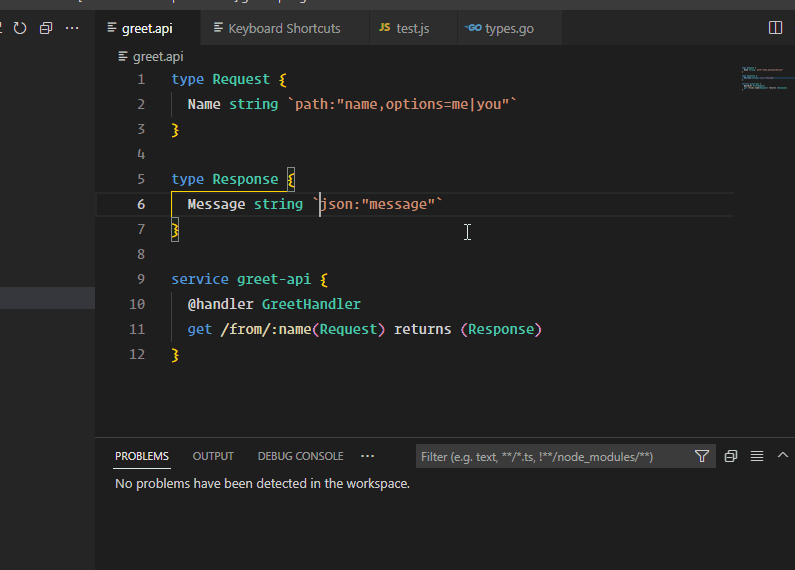 greet.api
Keyboard Shortcuts
JS test.js
GO types.go
greet.api
1 type Request {
2 Name string `path:"name,options=me|you"`
3 }
4
5 type Response {
6 Message string `json:"message"`
7 }
8
9 service greet-api {
10 @handler GreetHandler
11 get /from/:name(Request) returns (Response)
12 }
PROBLEMS OUTPUT DEBUG CONSOLE ··· Filter (e.g. text, **/*.ts, !**/node_modules/**)
No problems have been detected in the workspace.